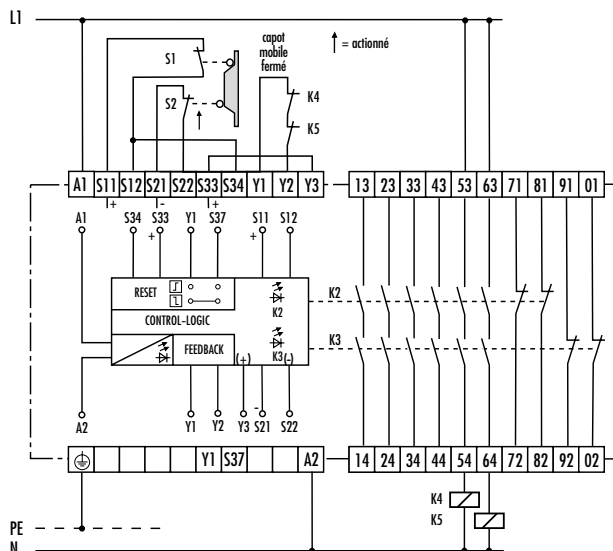 L1
capot
mobile
fermé
= actionné
S1
S2
K4
K5
A1 S11 S12 S21 S22 S33 S34 Y1 Y2 Y3
13 23 33 43 53 63 71 81 91 01
+ - +
A1 S34 S33 Y1 S37 S11 S12
+ +
RESET
K2
K2
CONTROL-LOGIC
K3
FEEDBACK (+) K3 (-)
-
A2 Y1 Y2 Y3 S21 S22
Y1 S37 A2
14 24 34 44 54 64 72 82 92 02
K4
K5
PE
N